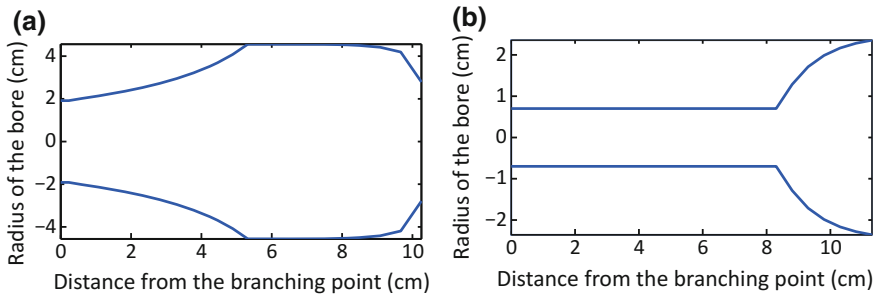 (a)
Radius of the bore (cm)
4
2
0
−2
−4
0 2 4 6 8 10
Distance from the branching point (cm)
(b)
Radius of the bore (cm)
2
1
0
−1
−2
0 2 4 6 8 10
Distance from the branching point (cm)